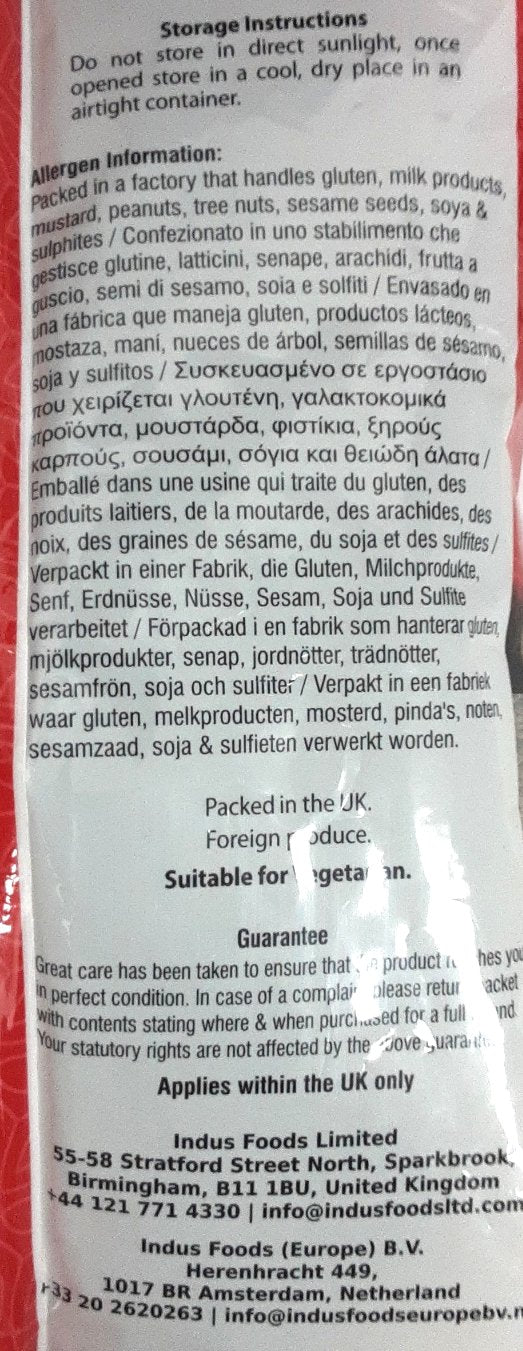 Storage Instructions
Do not store in direct sunlight, once
opened store in a cool, dry place in an
airtight container.
Allergen Information:
Packed in a factory that handles gluten, milk products,
mustard, peanuts, tree nuts, sesame seeds, soya &
sulphites / Confezionato in uno stabilimento che
gestisce glutine, latticini, senape, arachidi, frutta a
guscio, semi di sesamo, soia e solfiti / Envasado en
una fábrica que maneja gluten, productos lácteos,
mostaza, maní, nueces de árbol, semillas de sésamo,
soja y sulfitos / Συσκευασμένο σε εργοστάσιο
που χειρίζεται γλουτένη, γαλακτοκομικά
προϊόντα, μουστάρδα, φιστίκια, ξηρούς
καρπούς, σουσάμι, σόγια και θειώδη άλατα /
Emballé dans une usine qui traite du gluten, des
produits laitiers, de la moutarde, des arachides, des
noix, des graines de sésame, du soja et des sulfites /
Verpackt in einer Fabrik, die Gluten, Milchprodukte,
Senf, Erdnüsse, Nüsse, Sesam, Soja und Sulfite
verarbeitet / Förpackad i en fabrik som hanterar gluten,
mjölkprodukter, senap, jordnötter, trädnötter,
sesamfrön, soja och sulfiter / Verpakt in een fabriek
waar gluten, melkproducten, mosterd, pinda's, noten,
sesamzaad, soja & sulfieten verwerkt worden.
Packed in the UK.
Foreign produce.
Suitable for
Guarantee
Great care has been taken to ensure that product
in perfect condition. In case of a complaint please return
with contents stating where & when purchased for a full
Your statutory rights are not affected by the above
Applies within the UK only
Indus Foods Limited
55-58 Stratford Street North, Sparkbrook,
Birmingham, B11 1BU, United Kingdom
+44 121 771 4330 | info@indusfoodsltd.com
Indus Foods (Europe) B.V.
Herenhracht 449,
1017 BR Amsterdam, Netherland
+33 20 2620263 | info@indusfoodseuropebv.n